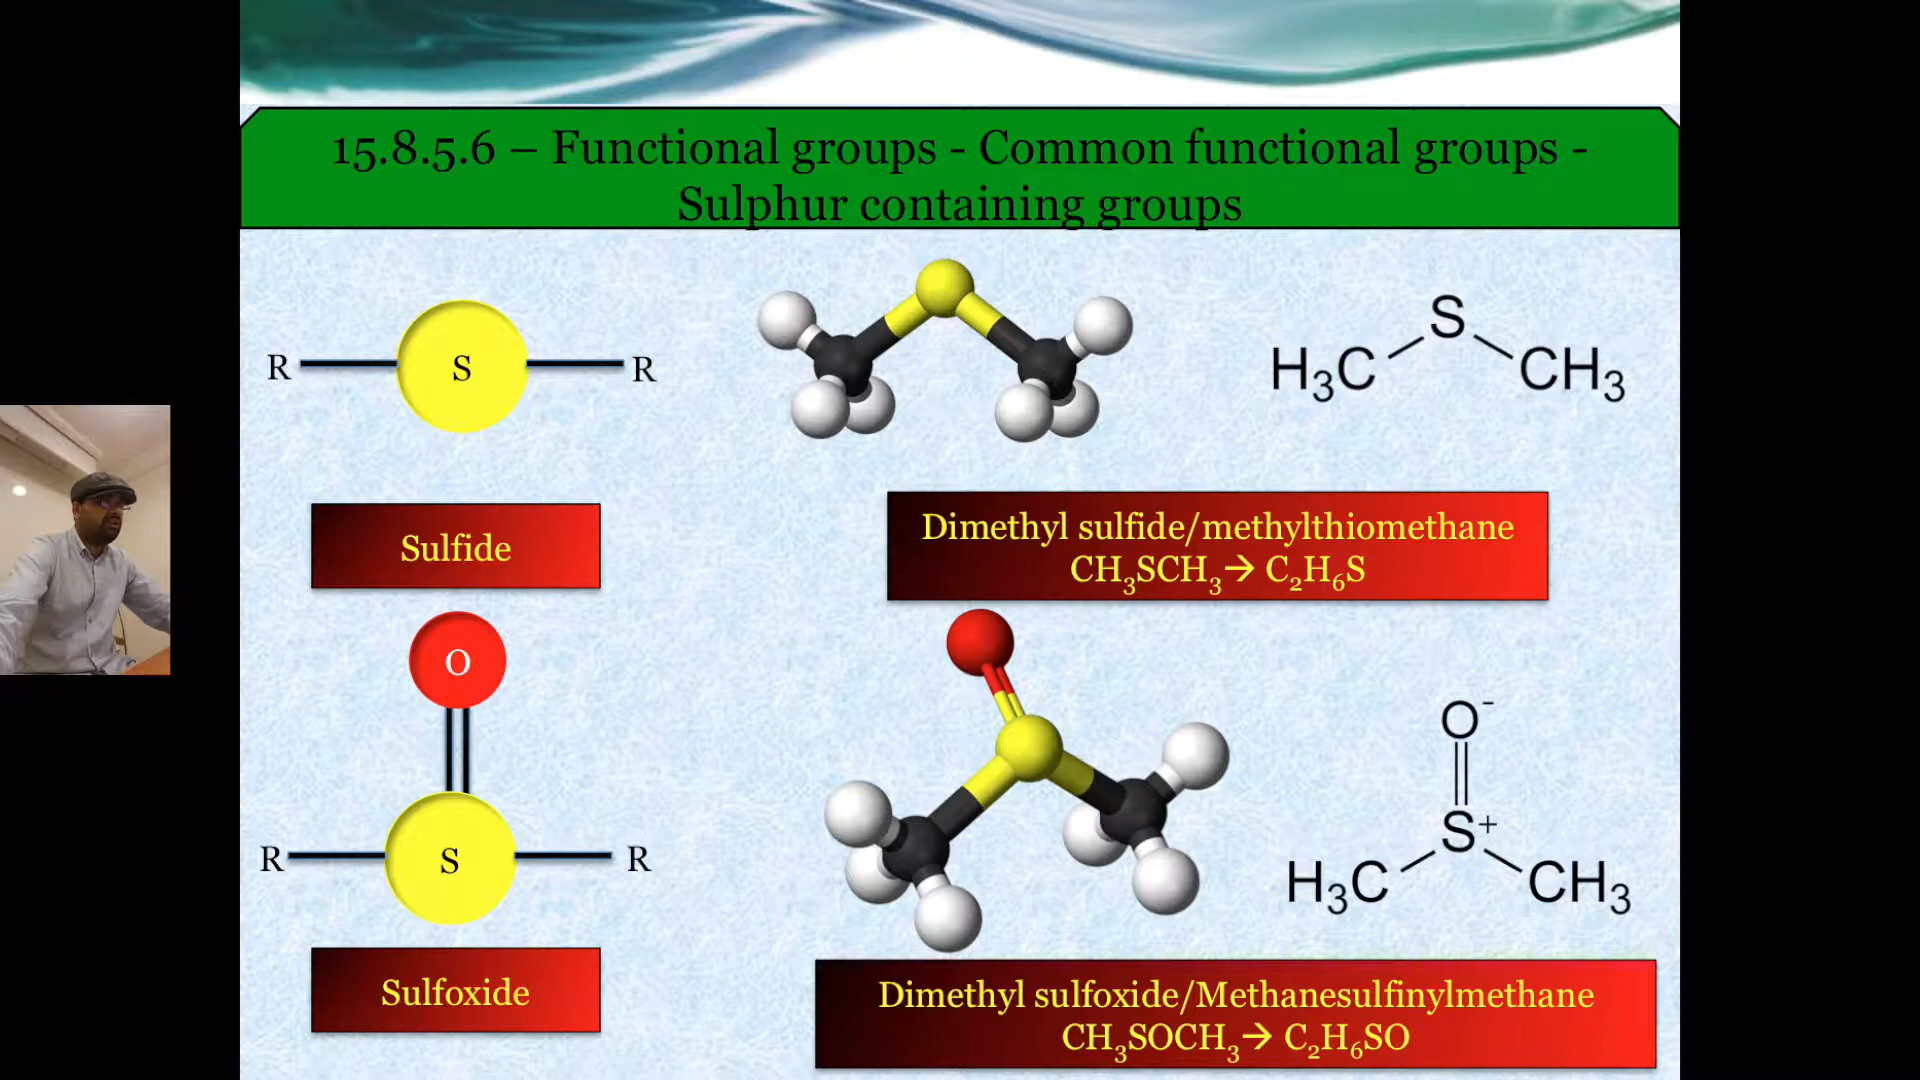 15.8.5.6 – Functional groups - Common functional groups -
Sulphur containing groups
R S R
S
H₃C CH₃
Sulfide
Dimethyl sulfide/methylthiomethane
CH₃SCH₃→ C₂H₆S
O
R S R
O⁻
S⁺
H₃C CH₃
Sulfoxide
Dimethyl sulfoxide/Methanesulfinylmethane
CH₃SOCH₃→ C₂H₆SO